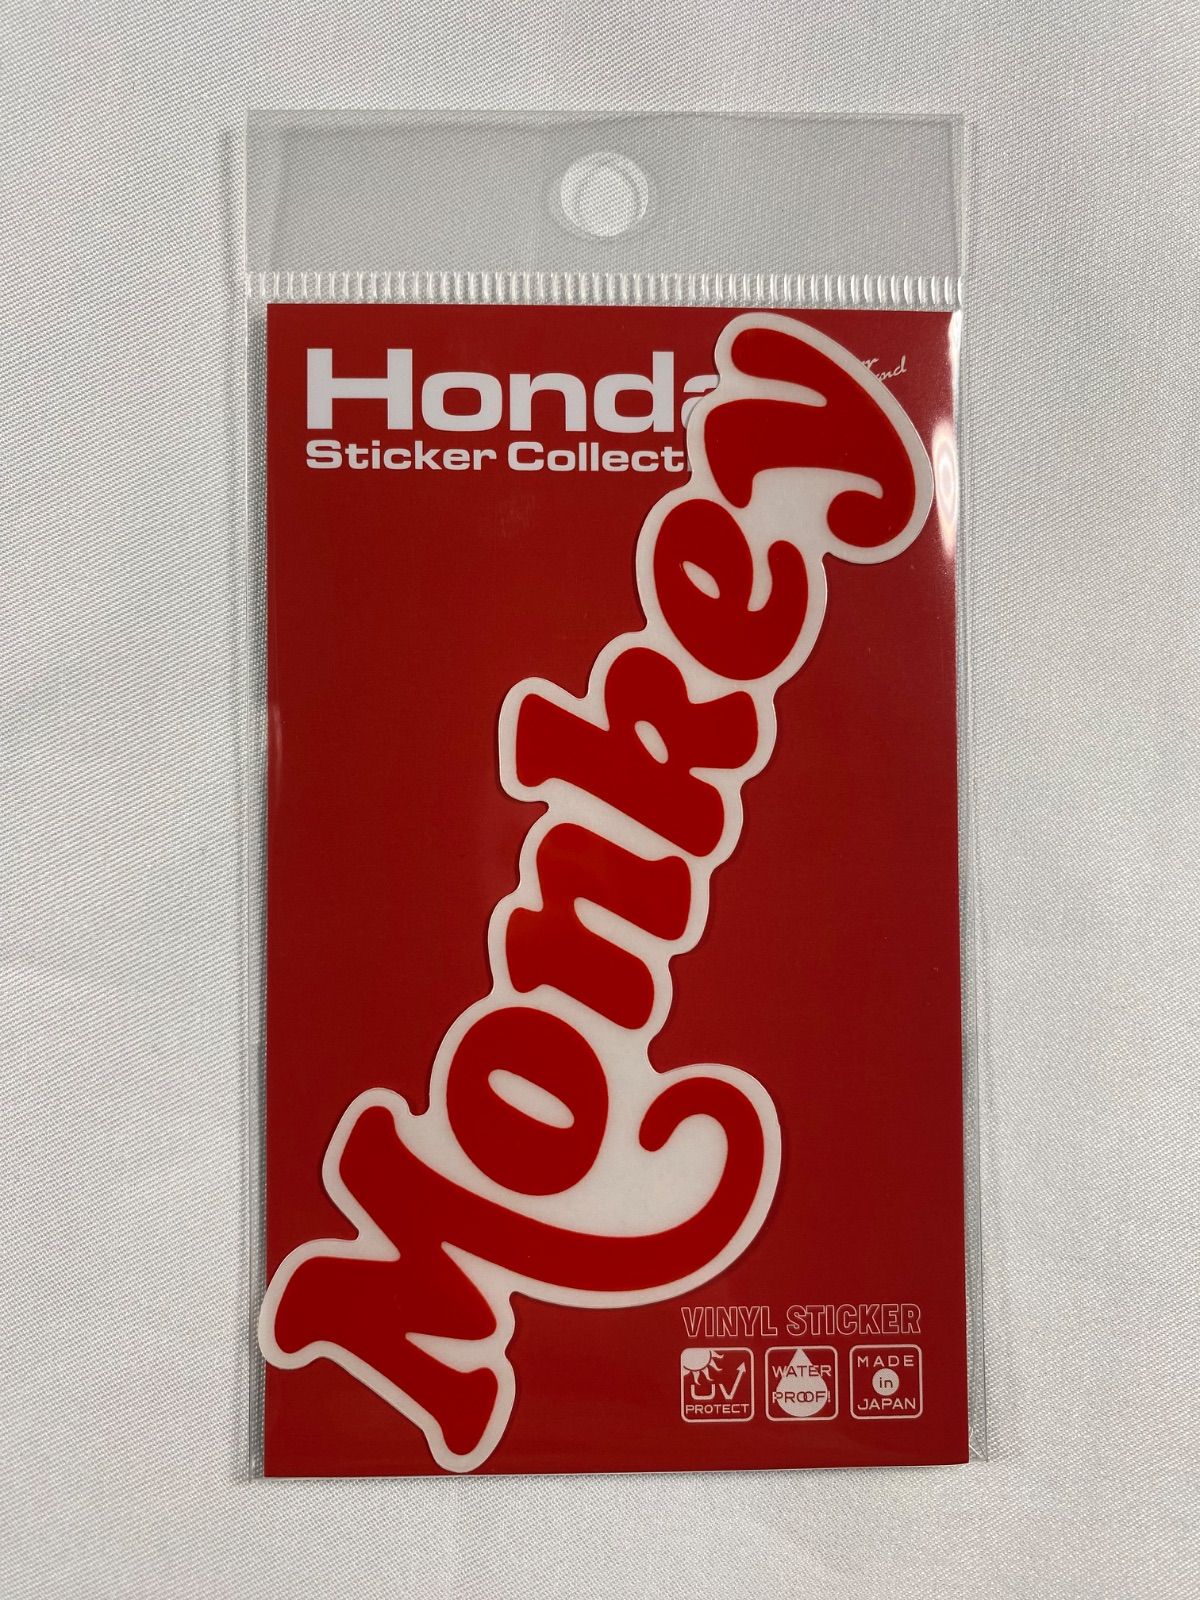 Honda
Sticker Collect
Monkey
VINYL STICKER
UV
PROTECT
WATER
PROOF!
MADE
in
JAPAN